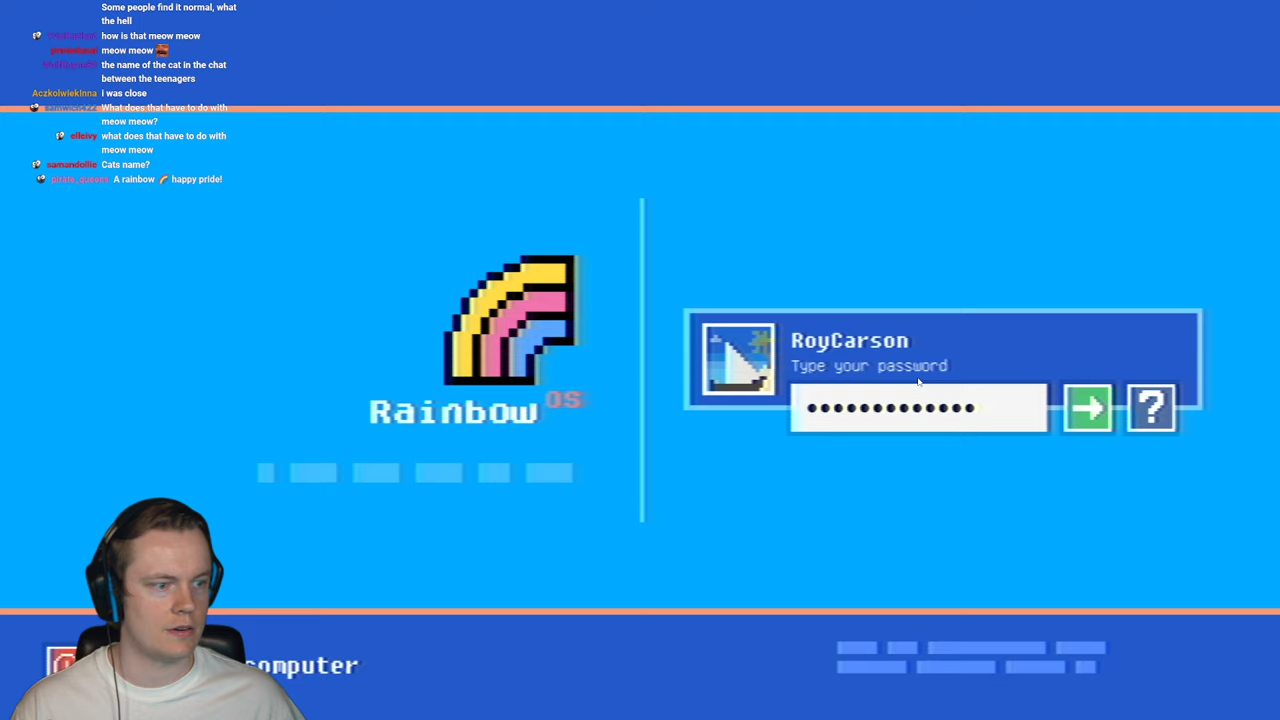 Some people find it normal, what
the hell
how is that meow meow
meow meow
the name of the cat in the chat
between the teenagers
AczkolwiekInna i was close
What does that have to do with
meow meow?
elleivy what does that have to do with
meow meow
samandollie Cats name?
pirate_queens A rainbow 🌈 happy pride!
RoyCarson
Type your password
Rainbow OS
?
computer